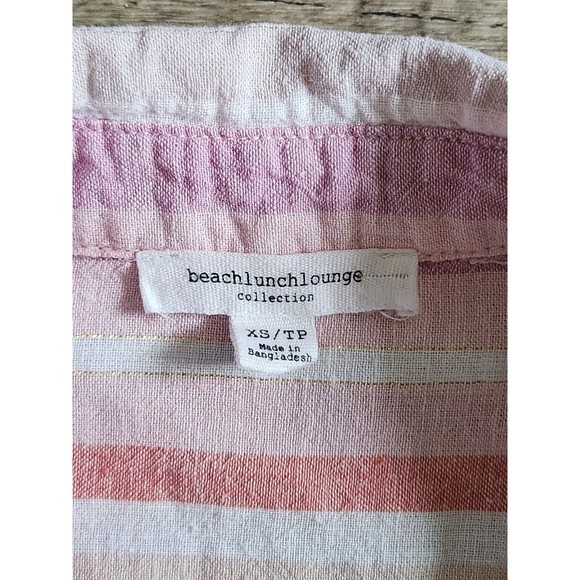 beachlunchlounge
collection
XS/TP
Made in
Bangladesh